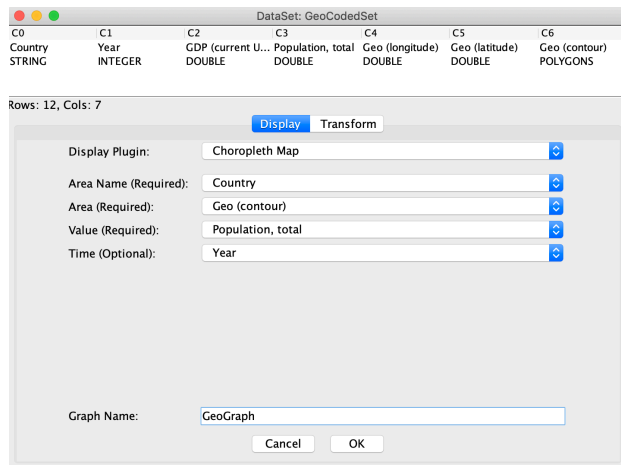 DataSet: GeoCodedSet
C0 C1 C2 C3 C4 C5 C6
Country Year GDP (current U... Population, total Geo (longitude) Geo (latitude) Geo (contour)
STRING INTEGER DOUBLE DOUBLE DOUBLE DOUBLE POLYGONS
Rows: 12, Cols: 7
Display Transform
Display Plugin: Choropleth Map
Area Name (Required): Country
Area (Required): Geo (contour)
Value (Required): Population, total
Time (Optional): Year
Graph Name: GeoGraph
Cancel OK